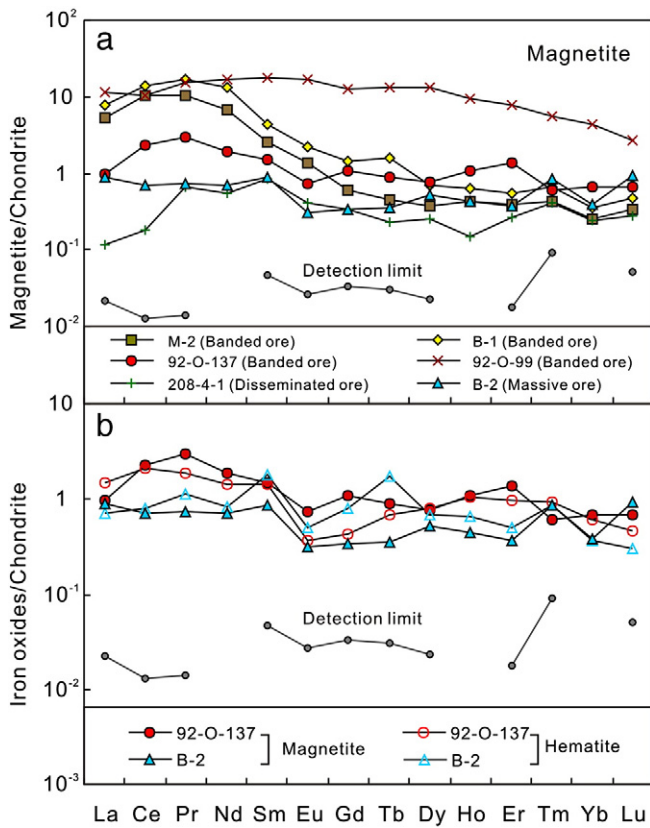 a
Magnetite
Magnetite/Chondrite
10²
10
1
10⁻¹
10⁻²
10
Detection limit
M-2 (Banded ore)
B-1 (Banded ore)
92-O-137 (Banded ore)
92-O-99 (Banded ore)
208-4-1 (Disseminated ore)
B-2 (Massive ore)
b
Iron oxides/Chondrite
1
10⁻¹
10⁻²
10⁻³
Detection limit
92-O-137
92-O-137
Magnetite
Hematite
B-2
B-2
La Ce Pr Nd Sm Eu Gd Tb Dy Ho Er Tm Yb Lu